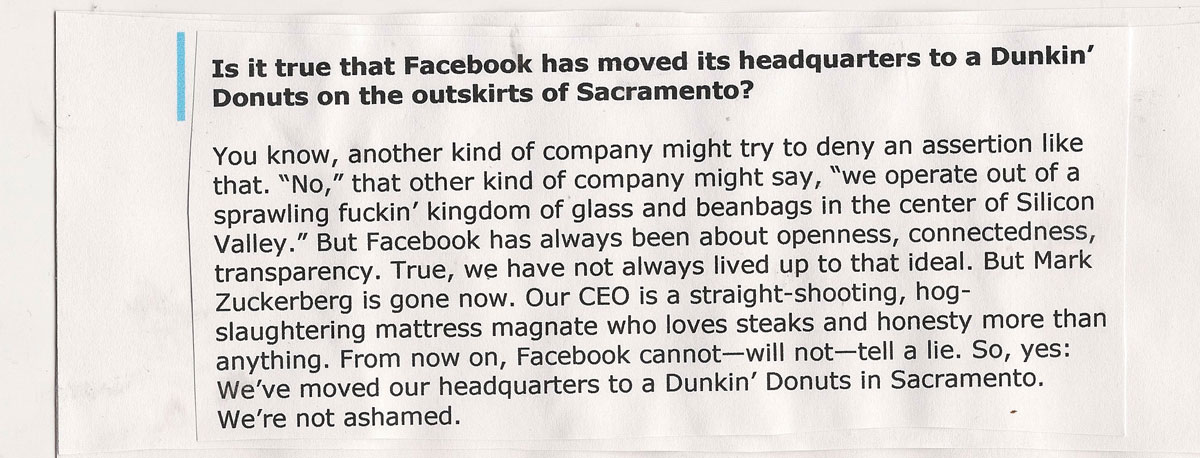 Is it true that Facebook has moved its headquarters to a Dunkin’
Donuts on the outskirts of Sacramento?
You know, another kind of company might try to deny an assertion like
that. “No,” that other kind of company might say, “we operate out of a
sprawling fuckin’ kingdom of glass and beanbags in the center of Silicon
Valley.” But Facebook has always been about openness, connectedness,
transparency. True, we have not always lived up to that ideal. But Mark
Zuckerberg is gone now. Our CEO is a straight-shooting, hog-
slaughtering mattress magnate who loves steaks and honesty more than
anything. From now on, Facebook cannot—will not—tell a lie. So, yes:
We’ve moved our headquarters to a Dunkin’ Donuts in Sacramento.
We’re not ashamed.